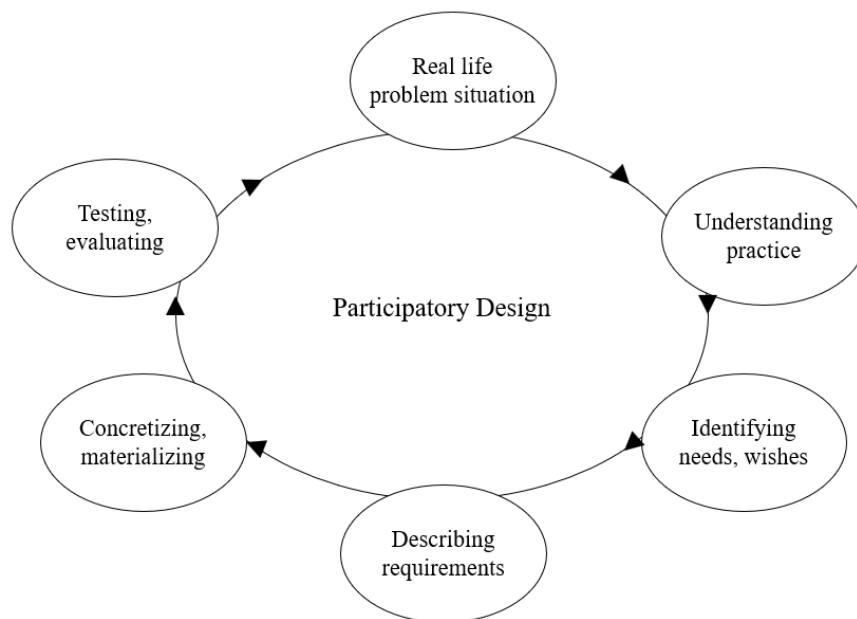 Real life
problem situation
Understanding
practice
Identifying
needs, wishes
Describing
requirements
Concretizing,
materializing
Testing,
evaluating
Participatory Design